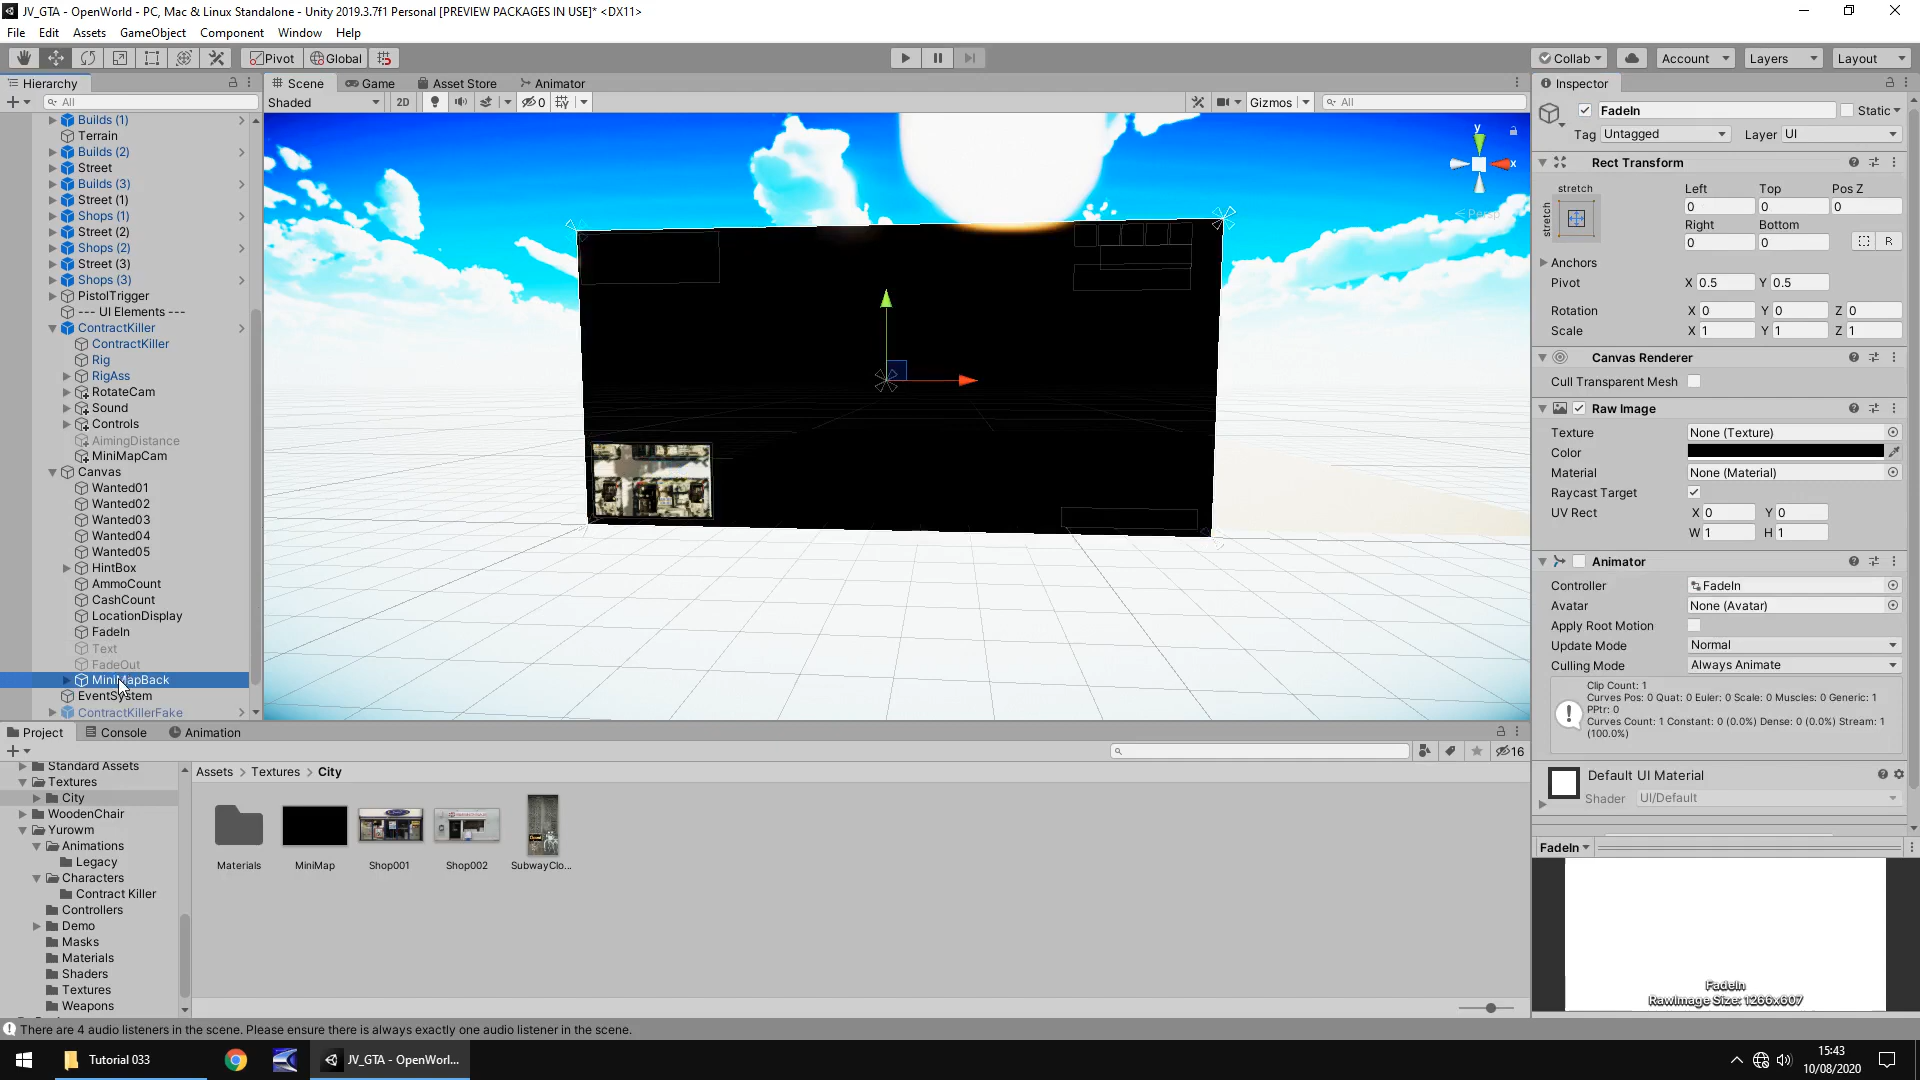 JV_GTA - OpenWorld - PC, Mac & Linux Standalone - Unity 2019.3.7f1 Personal [PREVIEW PACKAGES IN USE]* <DX11>
File Edit Assets GameObject Component Window Help
Pivot Global Collab Account Layers Layout
Hierarchy
All
Builds (1)
Terrain
Builds (2)
Street
Builds (3)
Street (1)
Shops (1)
Street (2)
Shops (2)
Street (3)
Shops (3)
PistolTrigger
--- UI Elements ---
ContractKiller
ContractKiller
Rig
RigAss
RotateCam
Sound
Controls
AimingDistance
MiniMapCam
Canvas
Wanted01
Wanted02
Wanted03
Wanted04
Wanted05
HintBox
AmmoCount
CashCount
LocationDisplay
FadeIn
Text
FadeOut
MiniMapBack
EventSystem
ContractKillerFake
Scene Game Asset Store Animator
Shaded 2D 0 Gizmos All
y
x
Persp
Inspector
FadeIn Static
Tag Untagged Layer UI
Rect Transform
stretch
stretch
Left Top Pos Z
0 0 0
Right Bottom
0 0 R
Anchors
Pivot X 0.5 Y 0.5
Rotation X 0 Y 0 Z 0
Scale X 1 Y 1 Z 1
Canvas Renderer
Cull Transparent Mesh
Raw Image
Texture None (Texture)
Color
Material None (Material)
Raycast Target
UV Rect X 0 Y 0
W 1 H 1
Animator
Controller FadeIn
Avatar None (Avatar)
Apply Root Motion
Update Mode Normal
Culling Mode Always Animate
Clip Count: 1
Curves Pos: 0 Quat: 0 Euler: 0 Scale: 0 Muscles: 0 Generic: 1
PPtr: 0
Curves Count: 1 Constant: 0 (0.0%) Dense: 0 (0.0%) Stream: 1
(100.0%)
Default UI Material
Shader UI/Default
FadeIn
FadeIn
RawImage Size: 1266x607
Project Console Animation
16
Standard Assets
Textures
City
WoodenChair
Yurowm
Animations
Legacy
Characters
Contract Killer
Controllers
Demo
Masks
Materials
Shaders
Textures
Weapons
Assets > Textures > City
Materials MiniMap Shop001 Shop002 SubwayClo...
There are 4 audio listeners in the scene. Please ensure there is always exactly one audio listener in the scene.
Tutorial 033
JV_GTA - OpenWorl...
15:43
10/08/2020